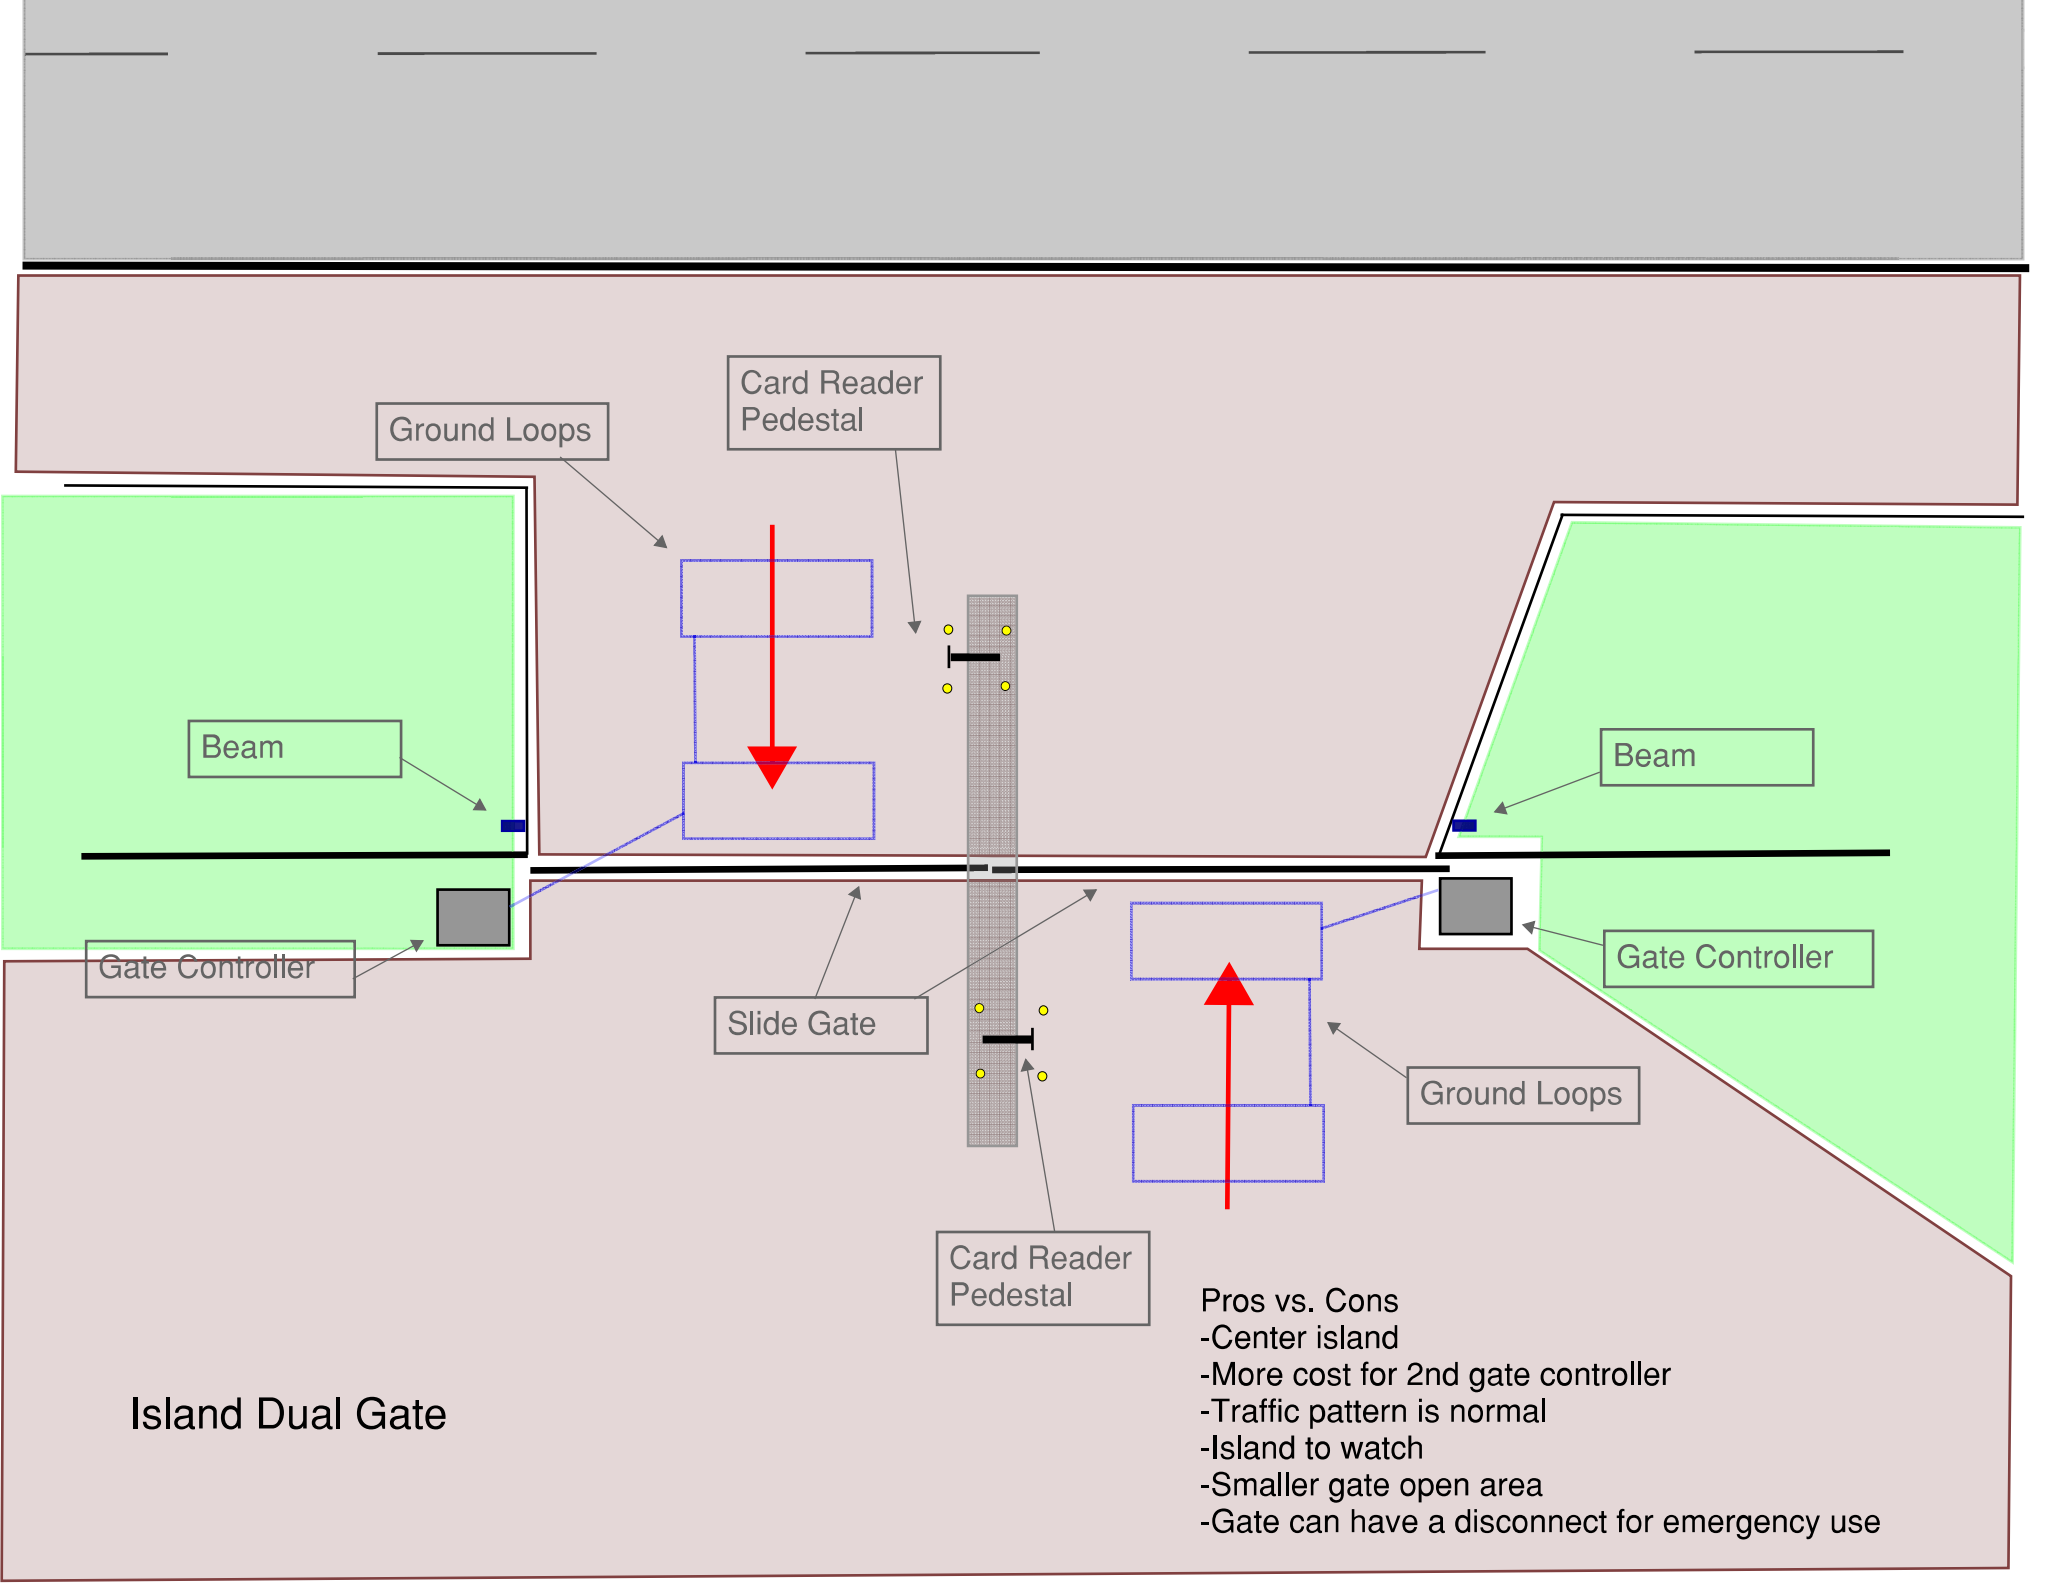 Card Reader
Pedestal
Ground Loops
Beam
Beam
Gate Controller
Gate Controller
Slide Gate
Ground Loops
Card Reader
Pedestal
Pros vs. Cons
-Center island
-More cost for 2nd gate controller
-Traffic pattern is normal
-Island to watch
-Smaller gate open area
-Gate can have a disconnect for emergency use
Island Dual Gate